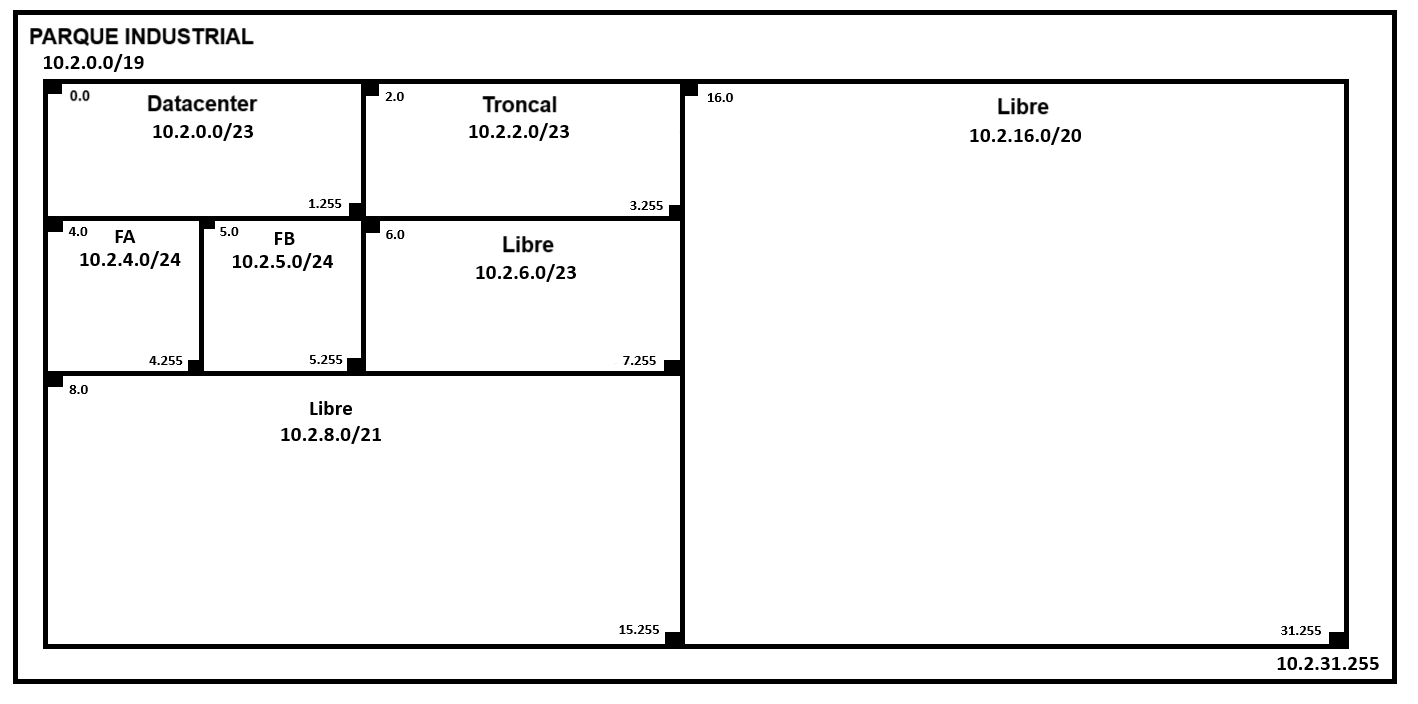 PARQUE INDUSTRIAL
10.2.0.0/19
0.0
Datacenter
10.2.0.0/23
1.255
2.0
Troncal
10.2.2.0/23
3.255
16.0
Libre
10.2.16.0/20
31.255
4.0
FA
10.2.4.0/24
4.255
5.0
FB
10.2.5.0/24
5.255
6.0
Libre
10.2.6.0/23
7.255
8.0
Libre
10.2.8.0/21
15.255
10.2.31.255